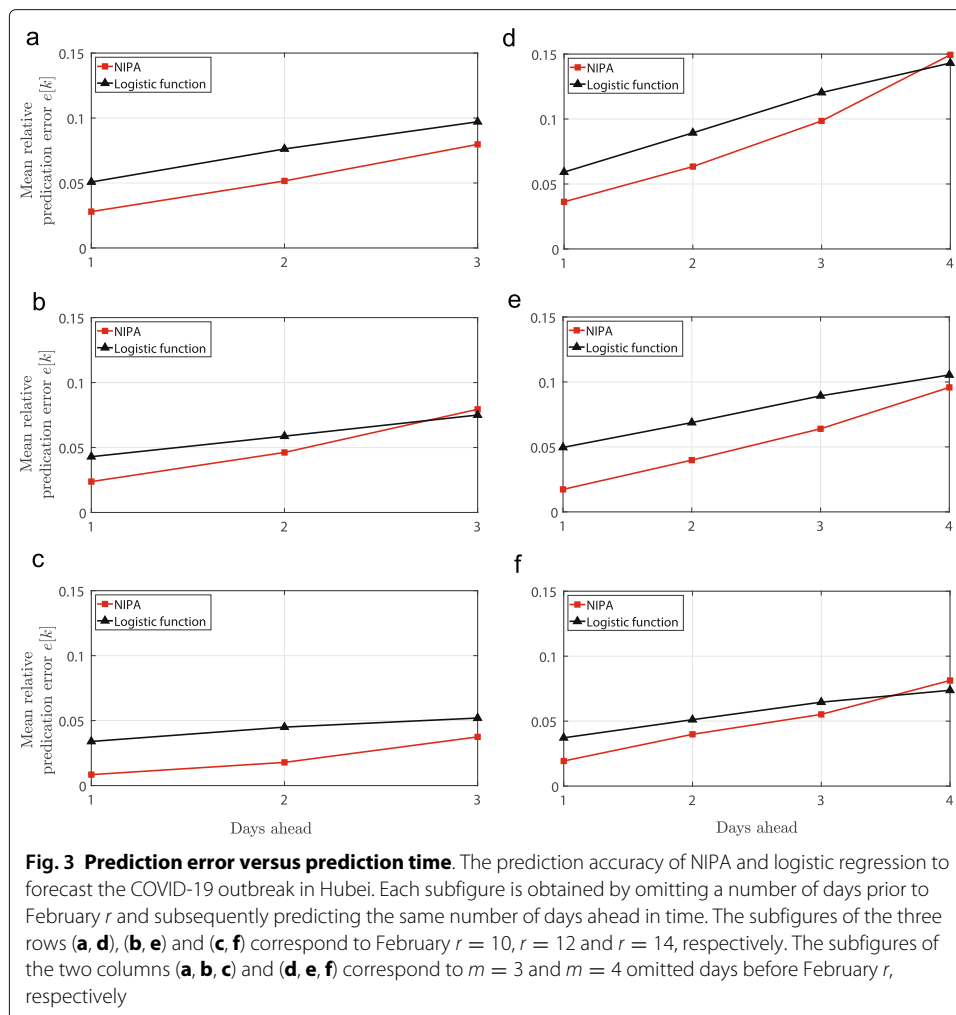 a
0.15
0.1
0.05
0
NIPA
Logistic function
Mean relative
predication error e[k]
1 2 3
d
0.15
0.1
0.05
0
NIPA
Logistic function
1 2 3 4
b
0.15
0.1
0.05
0
NIPA
Logistic function
Mean relative
predication error e[k]
1 2 3
e
0.15
0.1
0.05
0
NIPA
Logistic function
1 2 3 4
c
0.15
0.1
0.05
0
NIPA
Logistic function
Mean relative
predication error e[k]
1 2 3
Days ahead
f
0.15
0.1
0.05
0
NIPA
Logistic function
1 2 3 4
Days ahead
Fig. 3 Prediction error versus prediction time. The prediction accuracy of NIPA and logistic regression to
forecast the COVID-19 outbreak in Hubei. Each subfigure is obtained by omitting a number of days prior to
February r and subsequently predicting the same number of days ahead in time. The subfigures of the three
rows (a, d), (b, e) and (c, f) correspond to February r = 10, r = 12 and r = 14, respectively. The subfigures of
the two columns (a, b, c) and (d, e, f) correspond to m = 3 and m = 4 omitted days before February r,
respectively